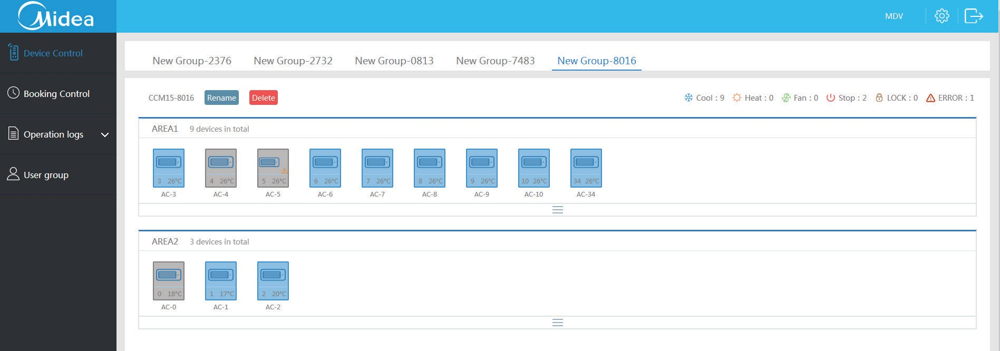 Midea
MDV
Device Control
Booking Control
Operation logs
User group
New Group-2376 New Group-2732 New Group-0813 New Group-7483 New Group-8016
CCM15-8016 Rename Delete Cool : 9 Heat : 0 Fan : 0 Stop : 2 LOCK : 0 ERROR : 1
AREA1 9 devices in total
3 26°C 4 26°C 5 26°C 6 26°C 7 26°C 8 26°C 9 26°C 10 26°C 34 26°C
AC-3 AC-4 AC-5 AC-6 AC-7 AC-8 AC-9 AC-10 AC-34
AREA2 3 devices in total
0 18°C 1 17°C 2 20°C
AC-0 AC-1 AC-2